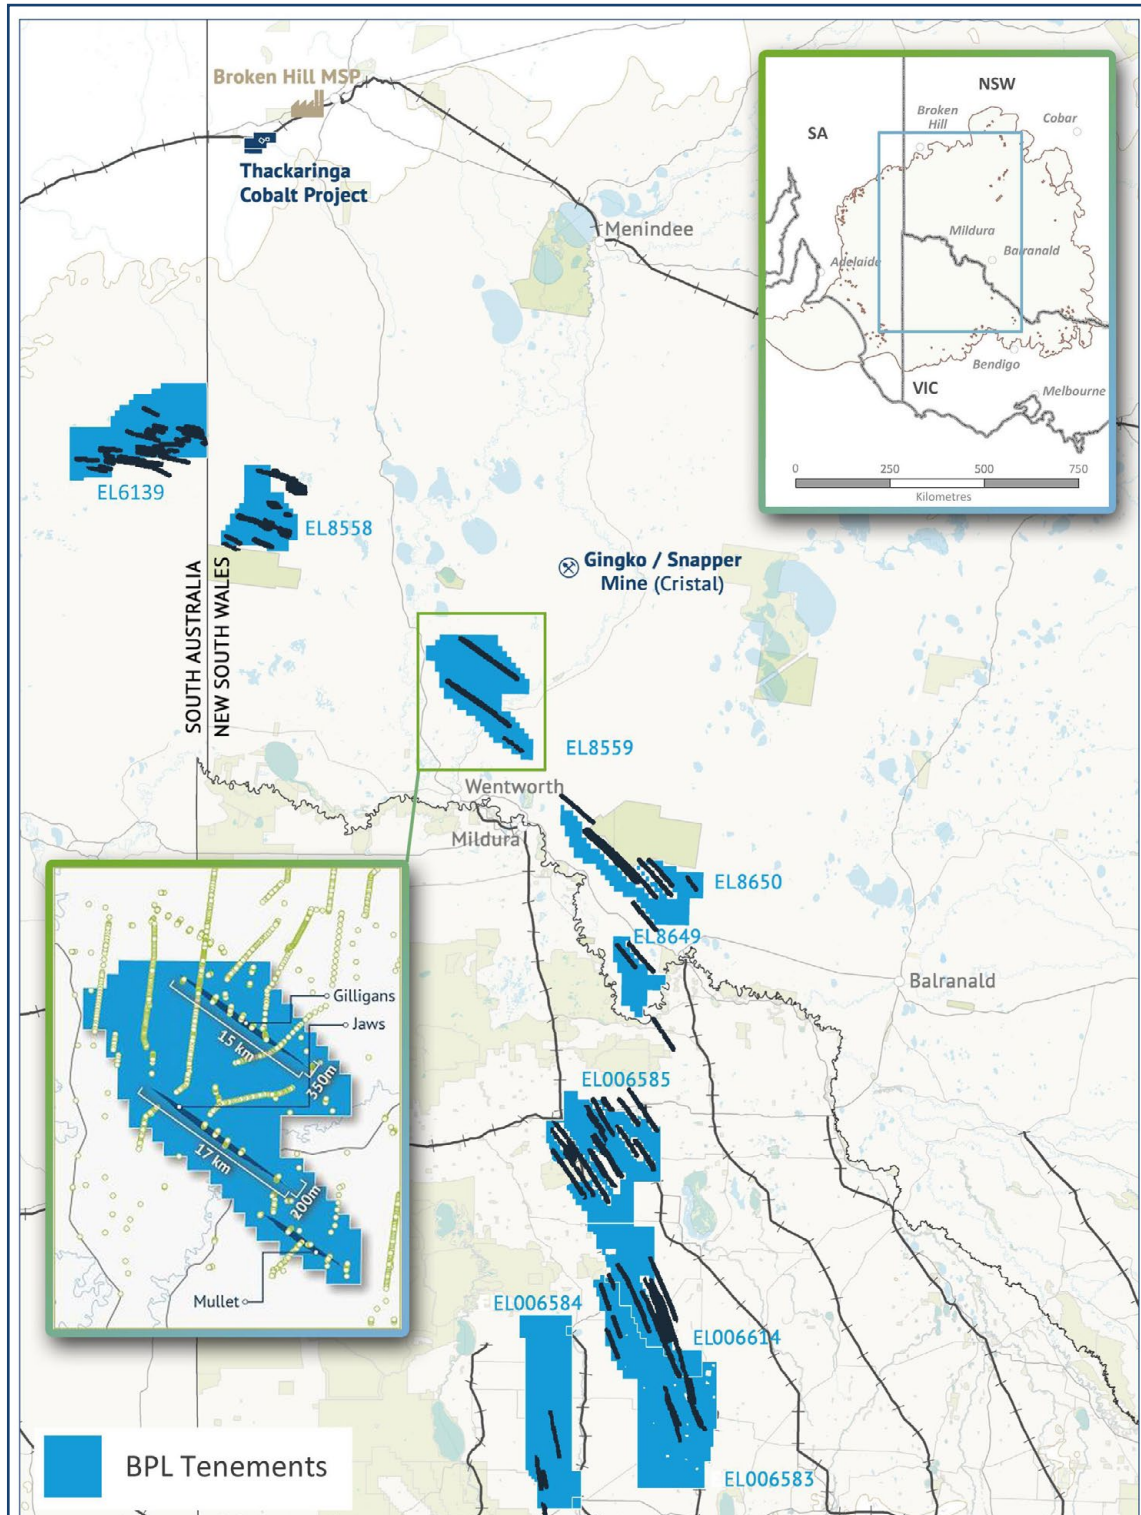 Broken Hill MSP
Thackaringa
Cobalt Project
Menindee
NSW
SA
Broken
Hill
Cobar
Mildura
Balranald
Adelaide
Bendigo
VIC
Melbourne
0 250 500 750
Kilometres
EL6139
EL8558
Gingko / Snapper
Mine (Cristal)
SOUTH AUSTRALIA
NEW SOUTH WALES
EL8559
Wentworth
Mildura
EL8650
EL8649
Balranald
Gilligans
Jaws
15 km
350m
17 km
200m
Mullet
EL006585
EL006584
EL006614
EL006583
BPL Tenements